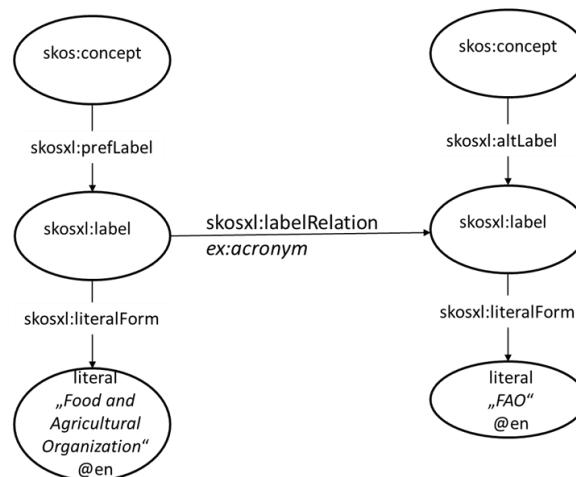 skos:concept
skosxl:prefLabel
skosxl:label
skosxl:labelRelation
ex:acronym
skosxl:literalForm
literal
„Food and
Agricultural
Organization“
@en
skos:concept
skosxl:altLabel
skosxl:label
skosxl:literalForm
literal
„FAO“
@en